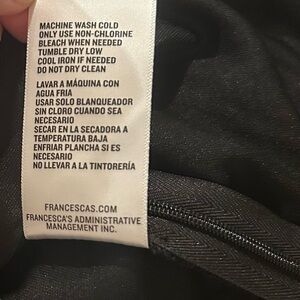 MACHINE WASH COLD
ONLY USE NON-CHLORINE
BLEACH WHEN NEEDED
TUMBLE DRY LOW
COOL IRON IF NEEDED
DO NOT DRY CLEAN
LAVAR A MÁQUINA CON
AGUA FRIA
USAR SOLO BLANQUEADOR
SIN CLORO CUANDO SEA
NECESARIO
SECAR EN LA SECADORA A
TEMPERATURA BAJA
ENFRIAR PLANCHA SI ES
NECESARIO
NO LLEVAR A LA TINTORERÍA
FRANCESCAS.COM
FRANCESCA'S ADMINISTRATIVE
MANAGEMENT INC.